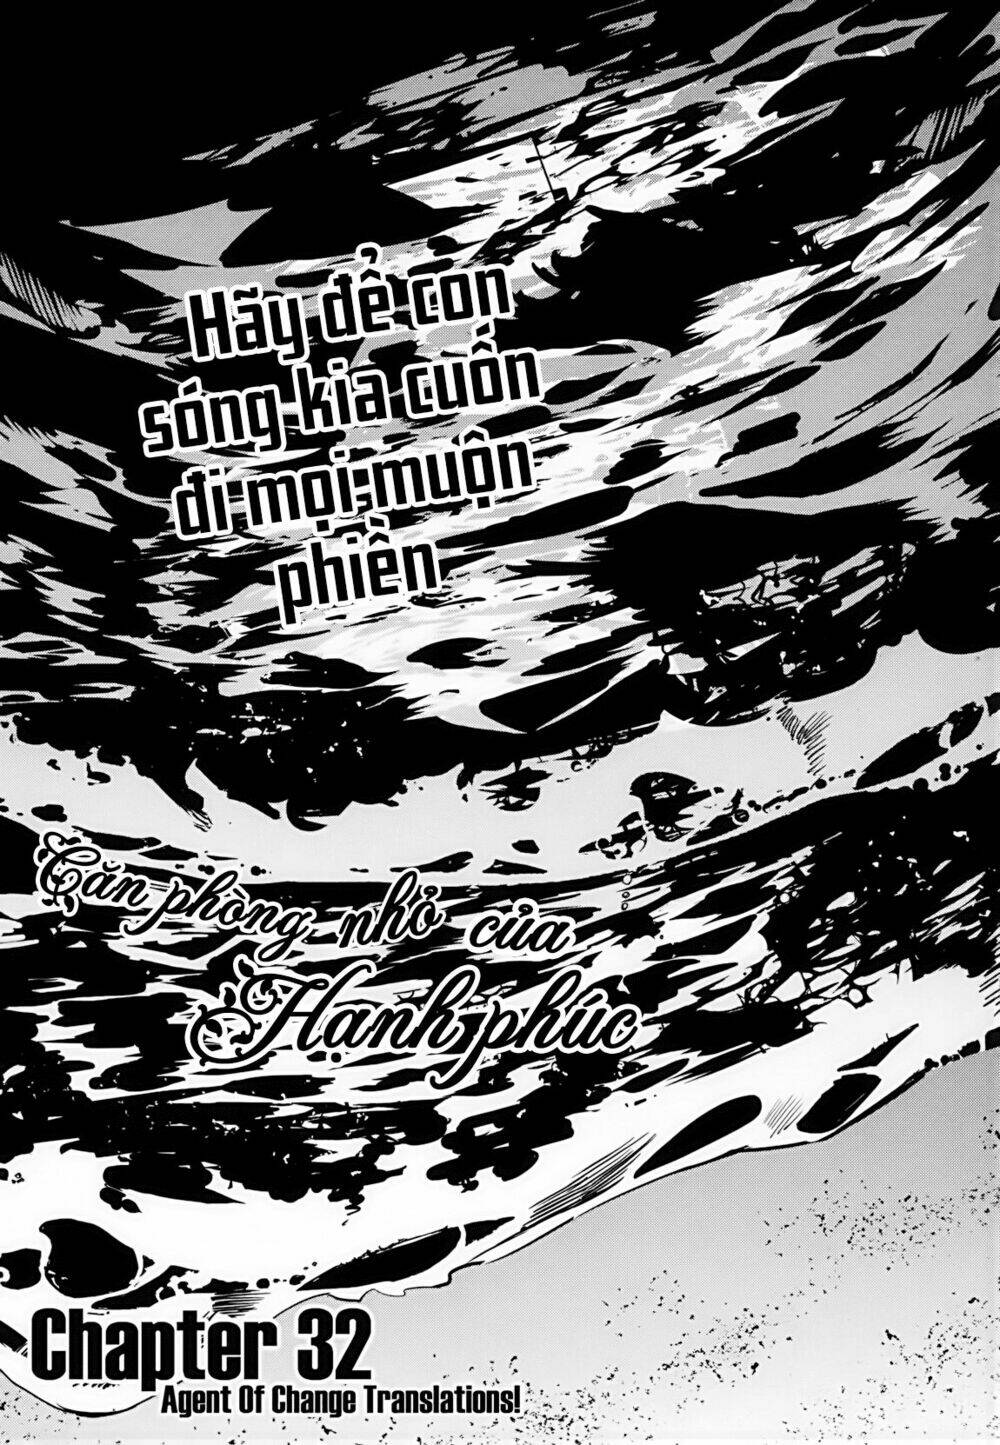 Hãy để con
sóng kia cuốn
đi mọi muộn
phiền
Căn phòng nhỏ của
Hạnh phúc
Chapter 32
Agent Of Change Translations!